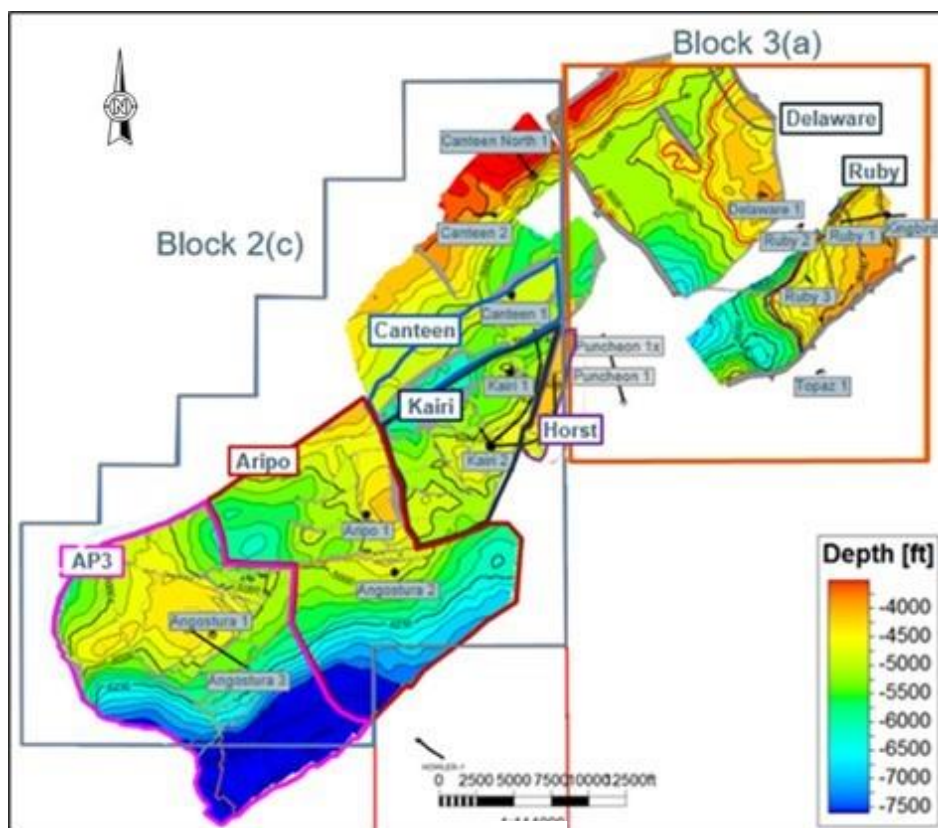 Block 3(a)
N
Delaware
Canteen North 1
Ruby
Block 2(c)
Delaware 1
Canteen 2
Ruby 2
Ruby 1
Kingbird
Ruby 3
Canteen 1
Canteen
Puncheon 1x
Kairi 1
Puncheon 1
Topaz 1
Kairi
Horst
Kairi 2
Aripo
Aripo 1
AP3
Depth [ft]
Angostura 2
-4000
-4500
Angostura 1
-5000
-5500
Angostura 3
-6000
-6500
-7000
HOWLER-1
0 2500 5000 7500 10000 12500ft
-7500